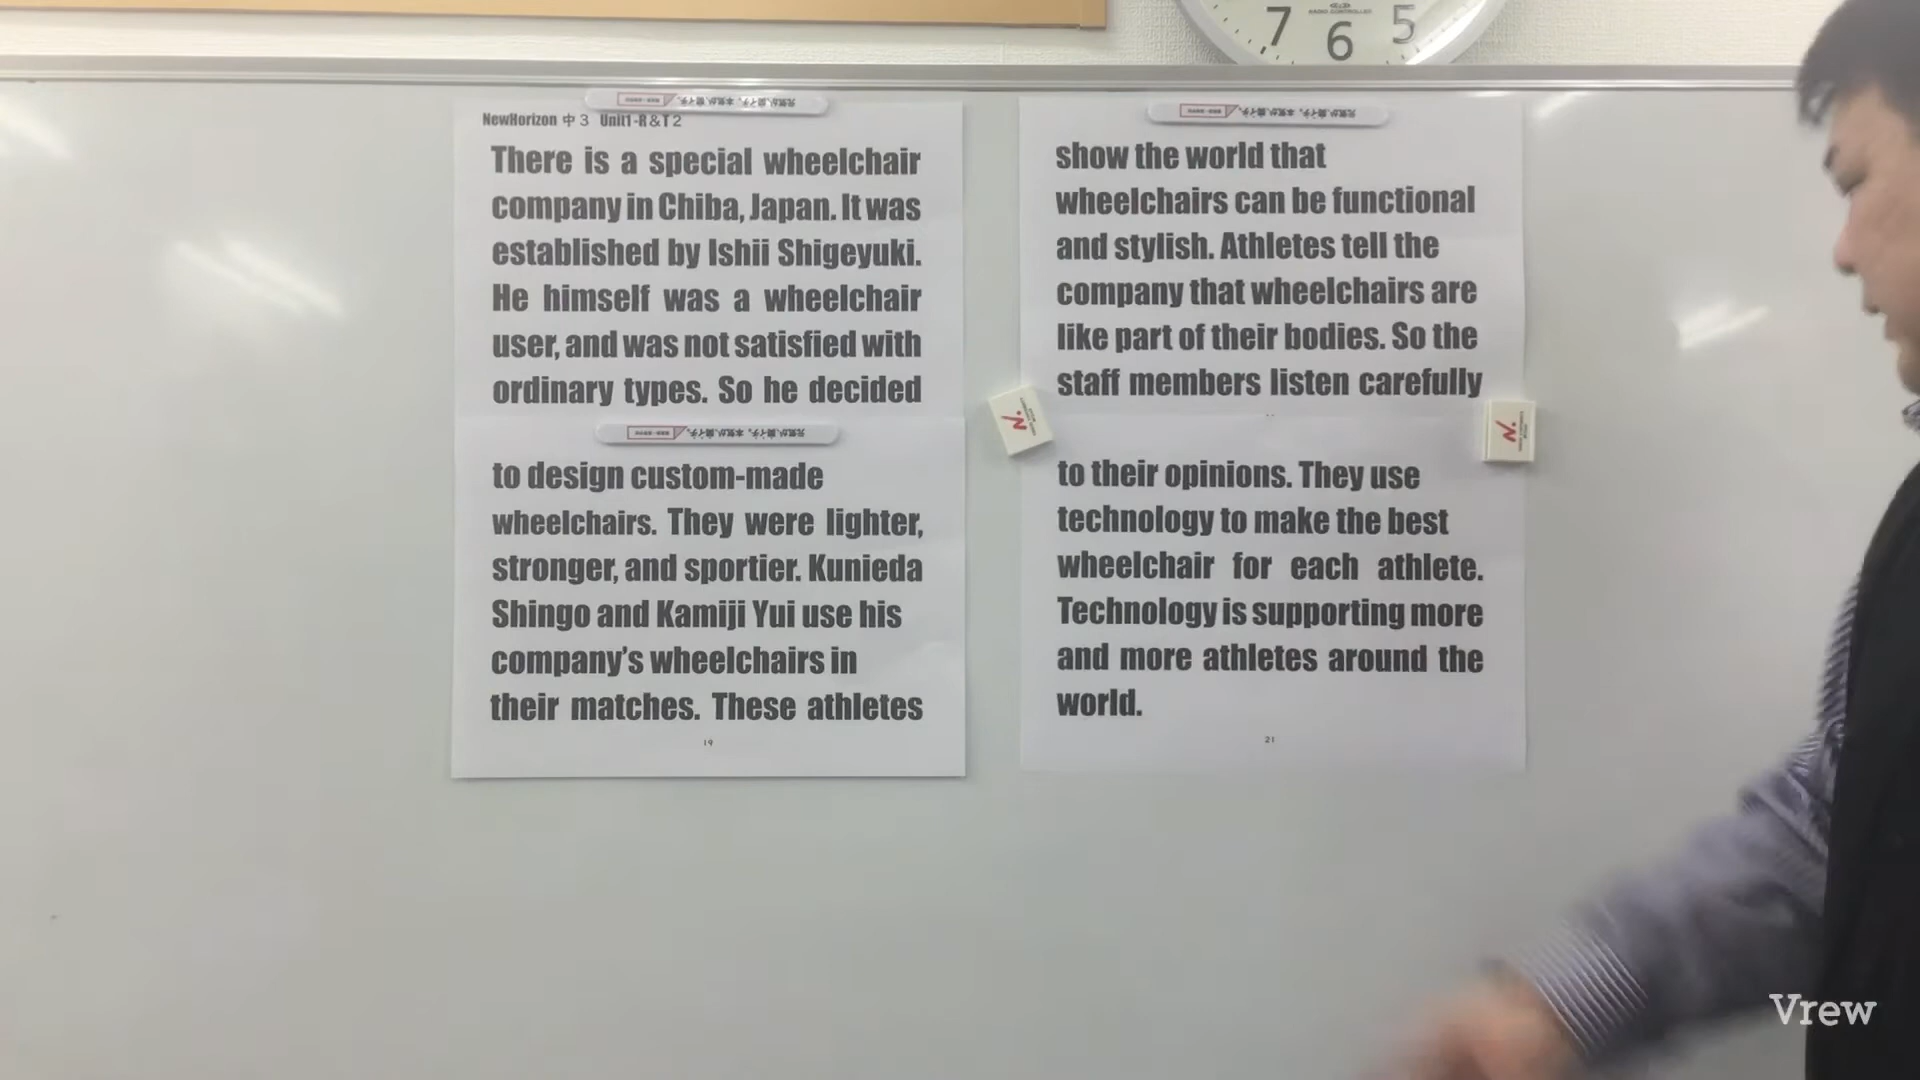 7 6 5
RADIO CONTROLLED
NewHorizon 中3 Unit1-R&T2
There is a special wheelchair
company in Chiba, Japan. It was
established by Ishii Shigeyuki.
He himself was a wheelchair
user, and was not satisfied with
ordinary types. So he decided
to design custom-made
wheelchairs. They were lighter,
stronger, and sportier. Kunieda
Shingo and Kamiji Yui use his
company's wheelchairs in
their matches. These athletes
19
show the world that
wheelchairs can be functional
and stylish. Athletes tell the
company that wheelchairs are
like part of their bodies. So the
staff members listen carefully
to their opinions. They use
technology to make the best
wheelchair for each athlete.
Technology is supporting more
and more athletes around the
world.
21
N.
N.
Vrew